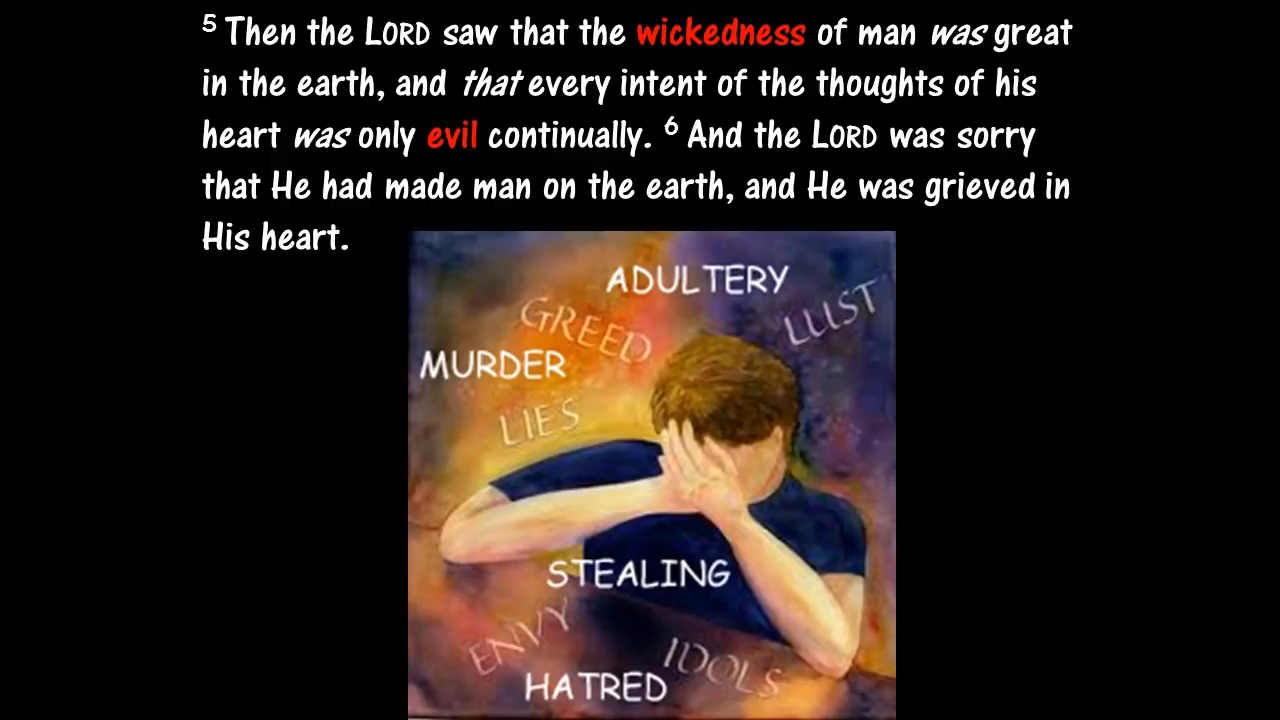 5 Then the LORD saw that the wickedness of man was great
in the earth, and that every intent of the thoughts of his
heart was only evil continually. 6 And the LORD was sorry
that He had made man on the earth, and He was grieved in
His heart.
ADULTERY
GREED
LUST
MURDER
LIES
STEALING
ENVY
IDOLS
HATRED